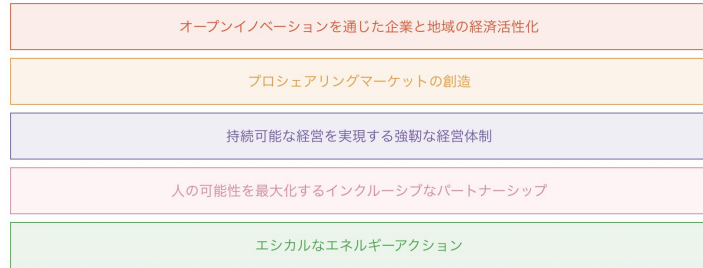 オープンイノベーションを通じた企業と地域の経済活性化
プロシェアリングマーケットの創造
持続可能な経営を実現する強靭な経営体制
人の可能性を最大化するインクルーシブなパートナーシップ
エシカルなエネルギーアクション